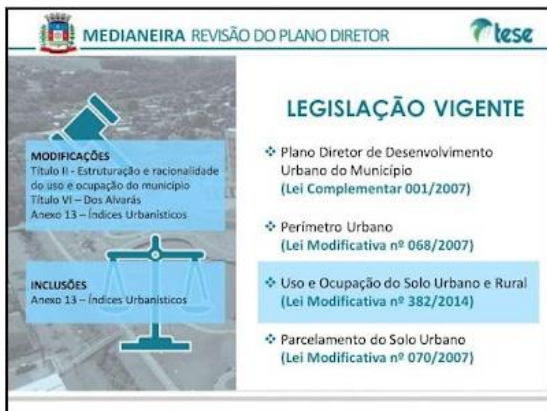 MEDIANEIRA REVISÃO DO PLANO DIRETOR
tese
MODIFICAÇÕES
Título II - Estruturação e racionalidade
do uso e ocupação do município
Título VI – Dos Alvarás
Anexo 13 – Índices Urbanísticos
INCLUSÕES
Anexo 13 – Índices Urbanísticos
LEGISLAÇÃO VIGENTE
❖ Plano Diretor de Desenvolvimento
Urbano do Município
(Lei Complementar 001/2007)
❖ Perímetro Urbano
(Lei Modificativa nº 068/2007)
❖ Uso e Ocupação do Solo Urbano e Rural
(Lei Modificativa nº 382/2014)
❖ Parcelamento do Solo Urbano
(Lei Modificativa nº 070/2007)